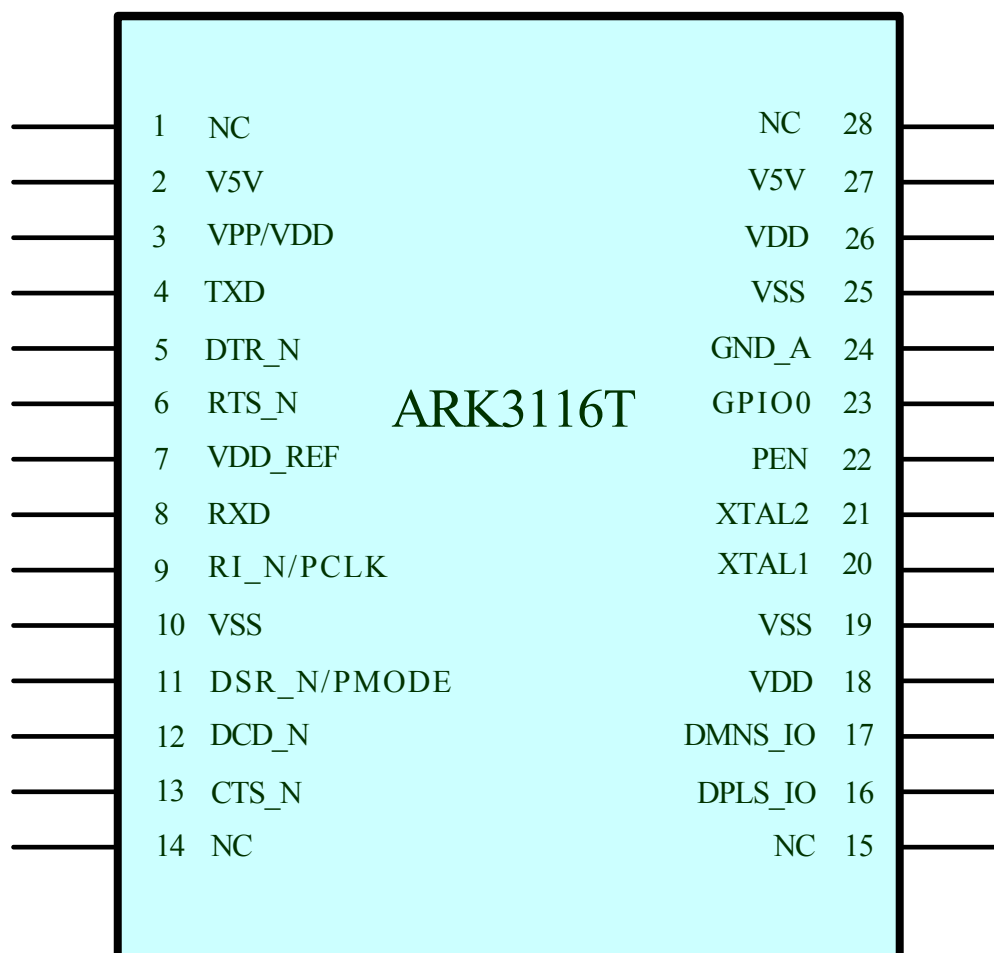 1 NC NC 28
2 V5V V5V 27
3 VPP/VDD VDD 26
4 TXD VSS 25
5 DTR_N GND_A 24
6 RTS_N ARK3116T GPIO0 23
7 VDD_REF PEN 22
8 RXD XTAL2 21
9 RI_N/PCLK XTAL1 20
10 VSS VSS 19
11 DSR_N/PMODE VDD 18
12 DCD_N DMNS_IO 17
13 CTS_N DPLS_IO 16
14 NC NC 15